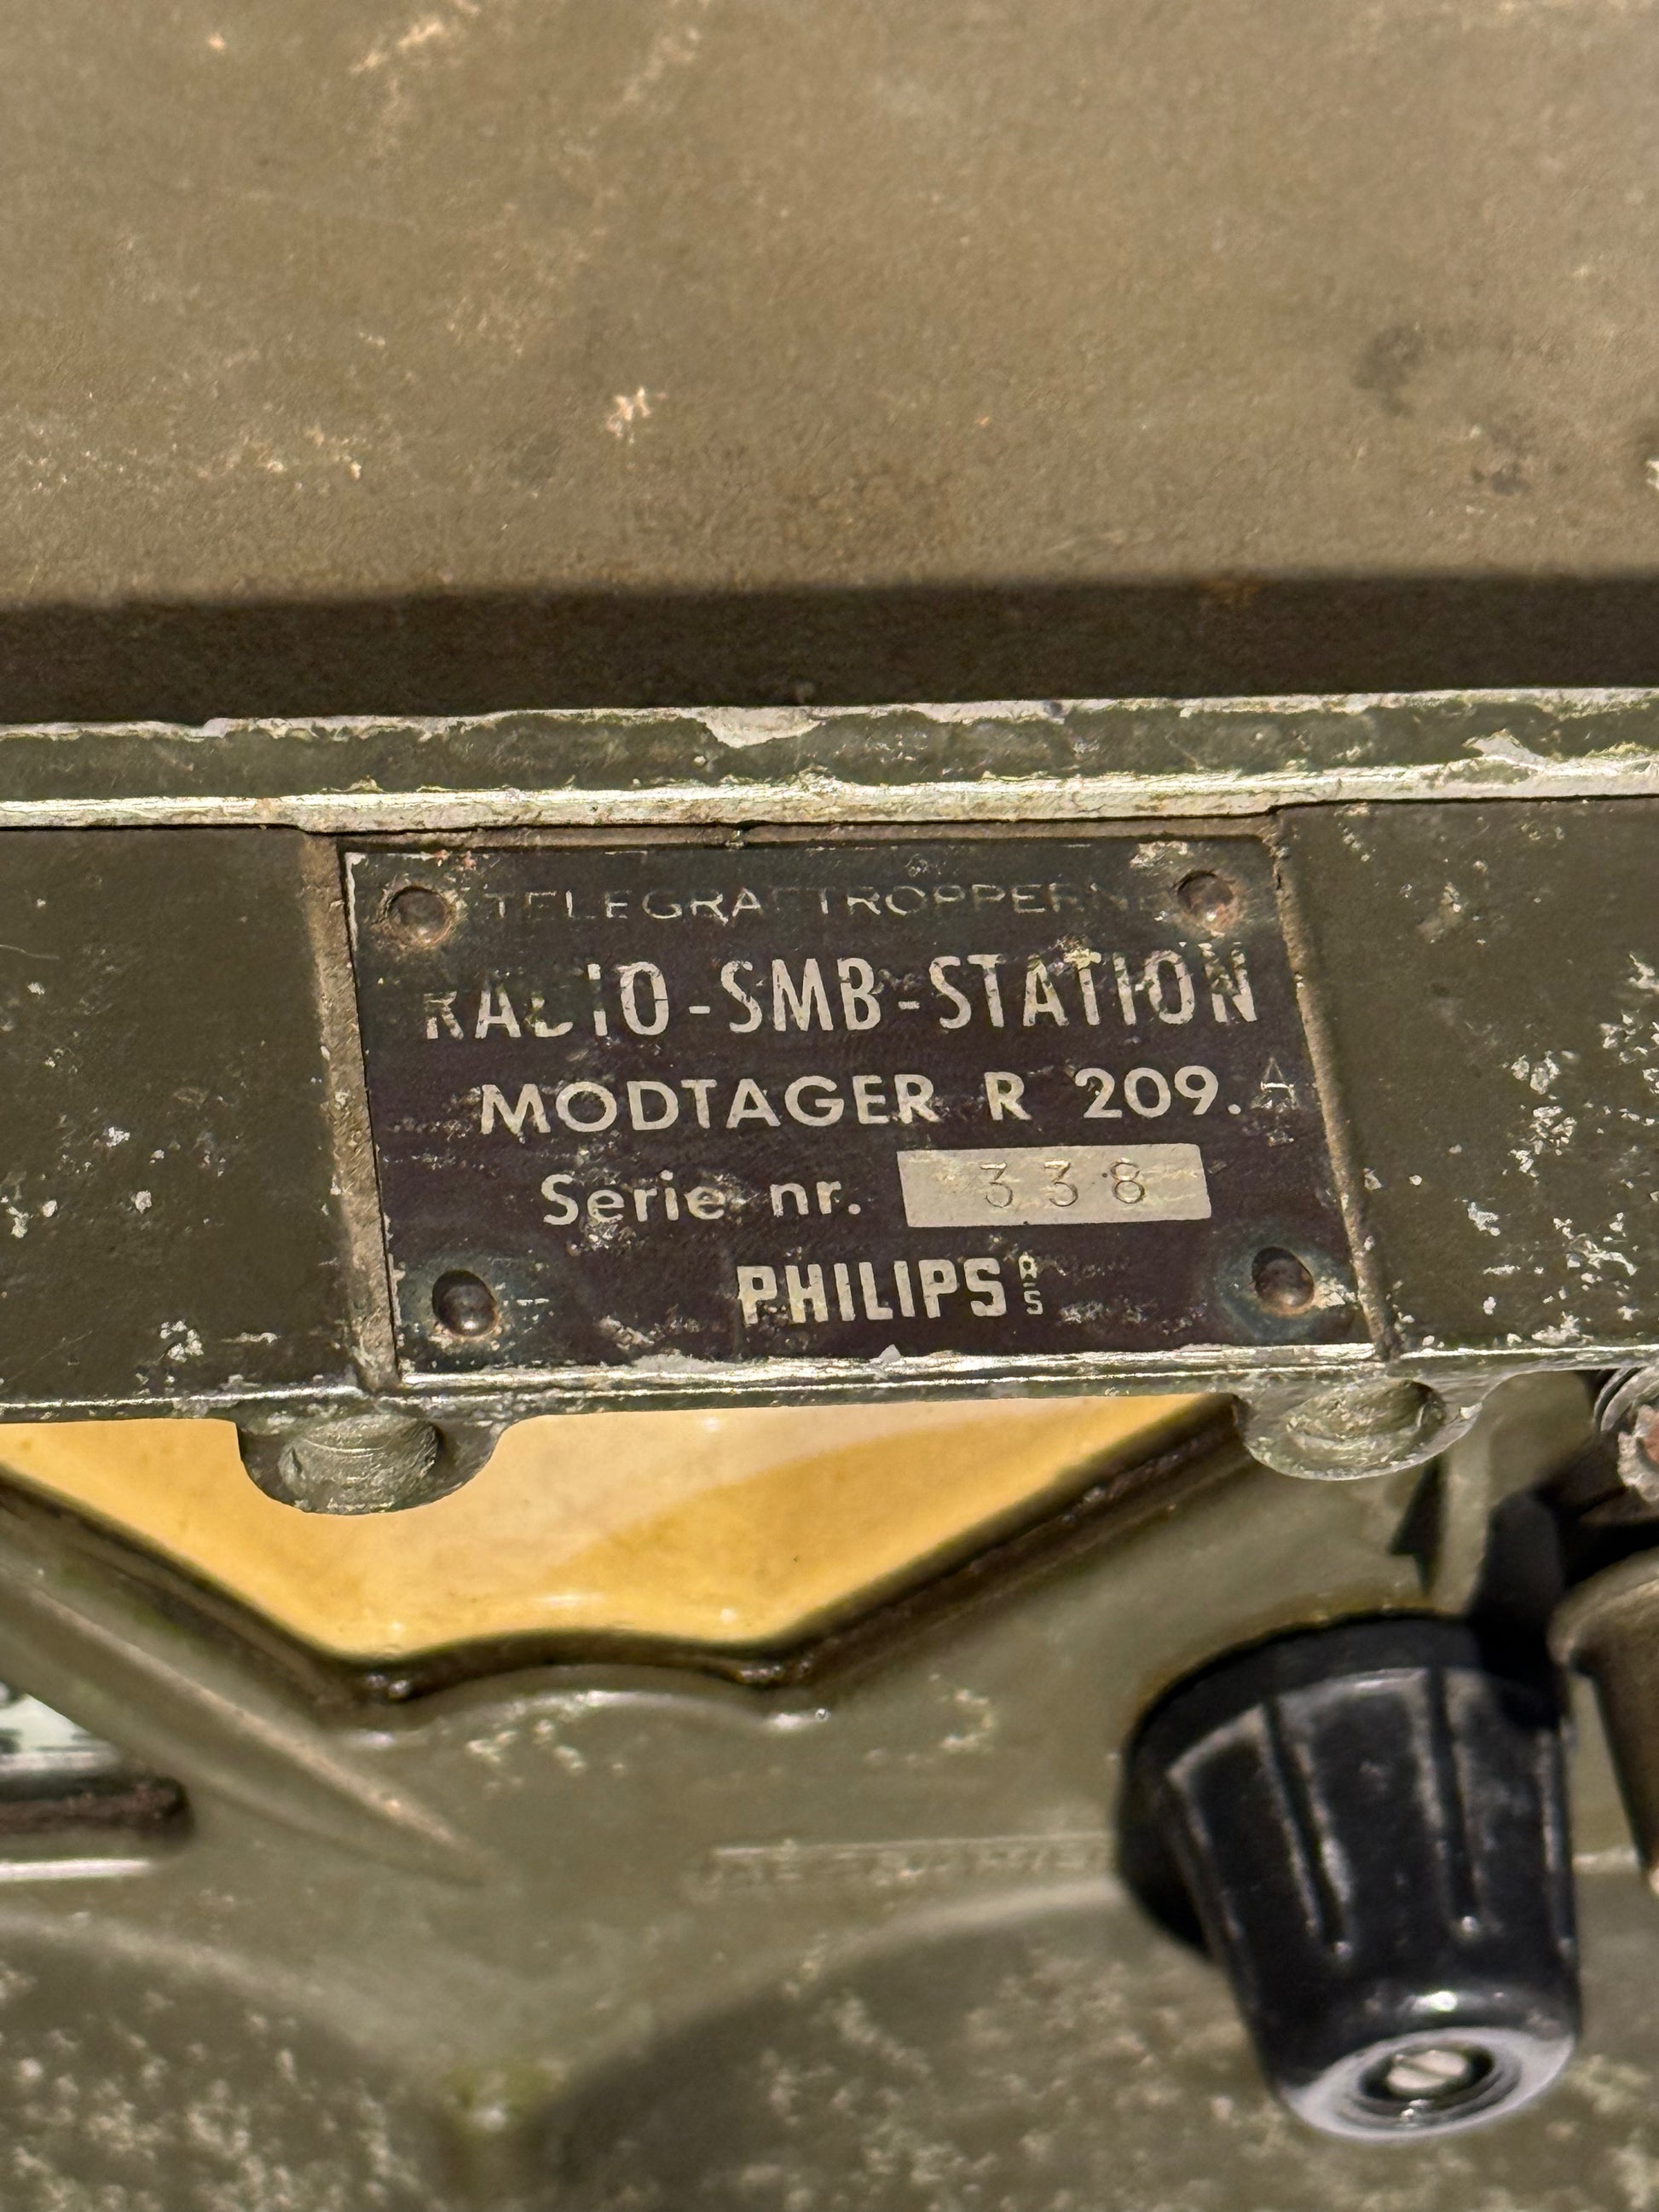 TELEGRAFTROPPERNE
RADIO-SMB-STATION
MODTAGER R 209.A
Serie nr. 338
PHILIPS A/S